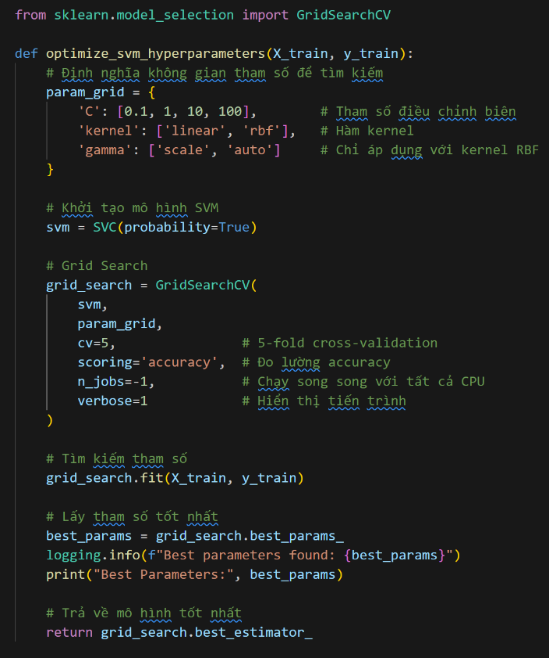 from sklearn.model_selection import GridSearchCV

def optimize_svm_hyperparameters(X_train, y_train):
    # Định nghĩa không gian tham số để tìm kiếm
    param_grid = {
        'C': [0.1, 1, 10, 100],        # Tham số điều chỉnh biên
        'kernel': ['linear', 'rbf'],   # Hàm kernel
        'gamma': ['scale', 'auto']     # Chỉ áp dụng với kernel RBF
    }

    # Khởi tạo mô hình SVM
    svm = SVC(probability=True)

    # Grid Search
    grid_search = GridSearchCV(
        svm,
        param_grid,
        cv=5,                # 5-fold cross-validation
        scoring='accuracy',  # Đo lường accuracy
        n_jobs=-1,           # Chạy song song với tất cả CPU
        verbose=1            # Hiển thị tiến trình
    )

    # Tìm kiếm tham số
    grid_search.fit(X_train, y_train)

    # Lấy tham số tốt nhất
    best_params = grid_search.best_params_
    logging.info(f"Best parameters found: {best_params}")
    print("Best Parameters:", best_params)

    # Trả về mô hình tốt nhất
    return grid_search.best_estimator_